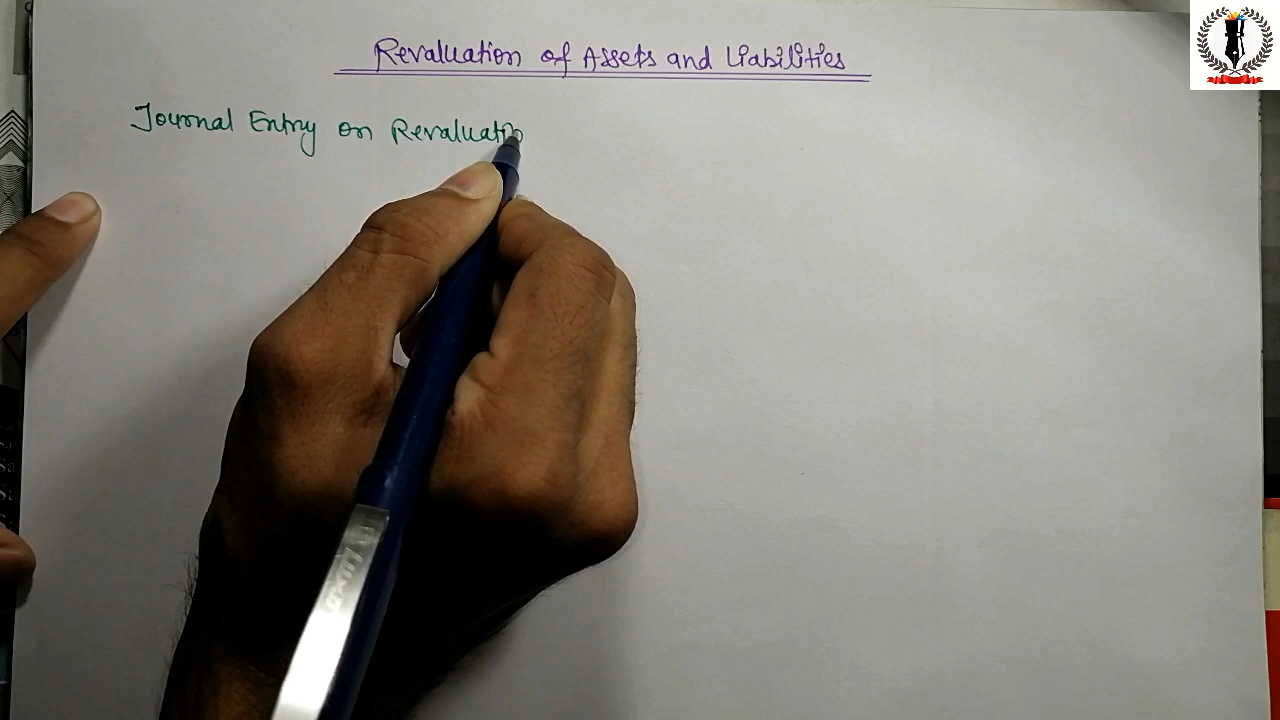 Revaluation of Assets and Liabilities
Journal Entry on Revaluatio